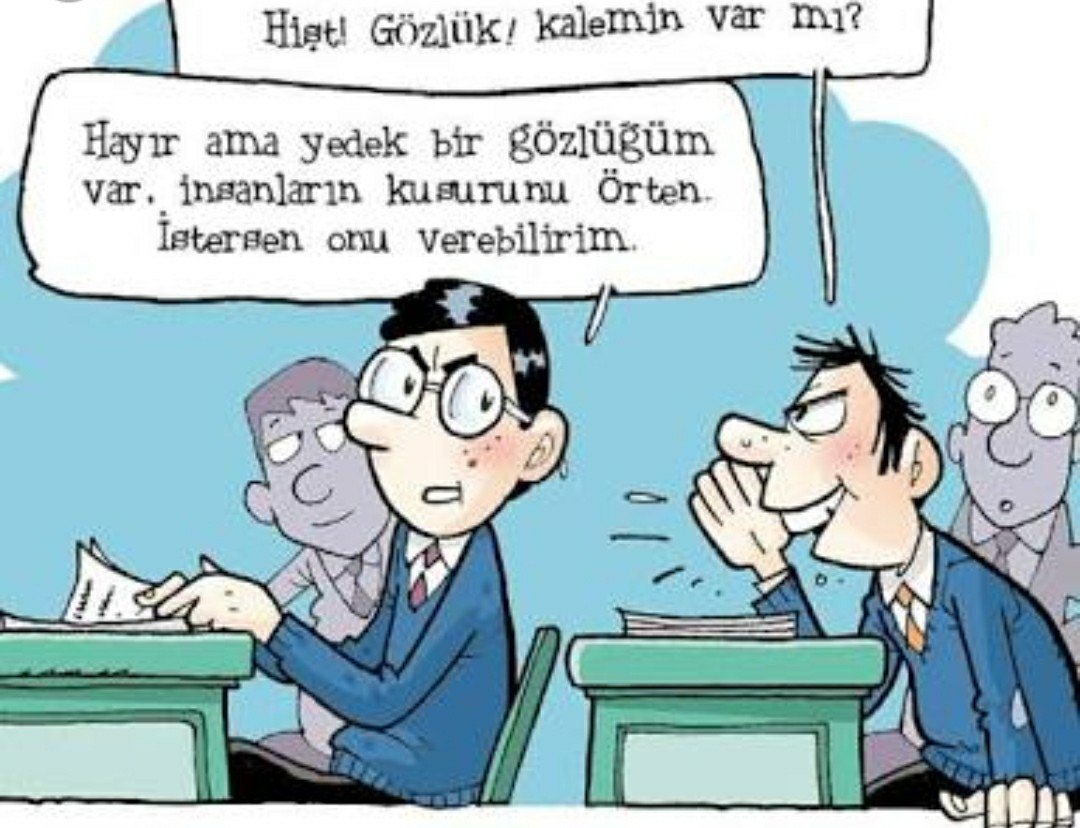 Hişt! Gözlük! kalemin var mı?
Hayır ama yedek bir gözlüğüm
var. insanların kusurunu Örten.
İstersen onu verebilirim.